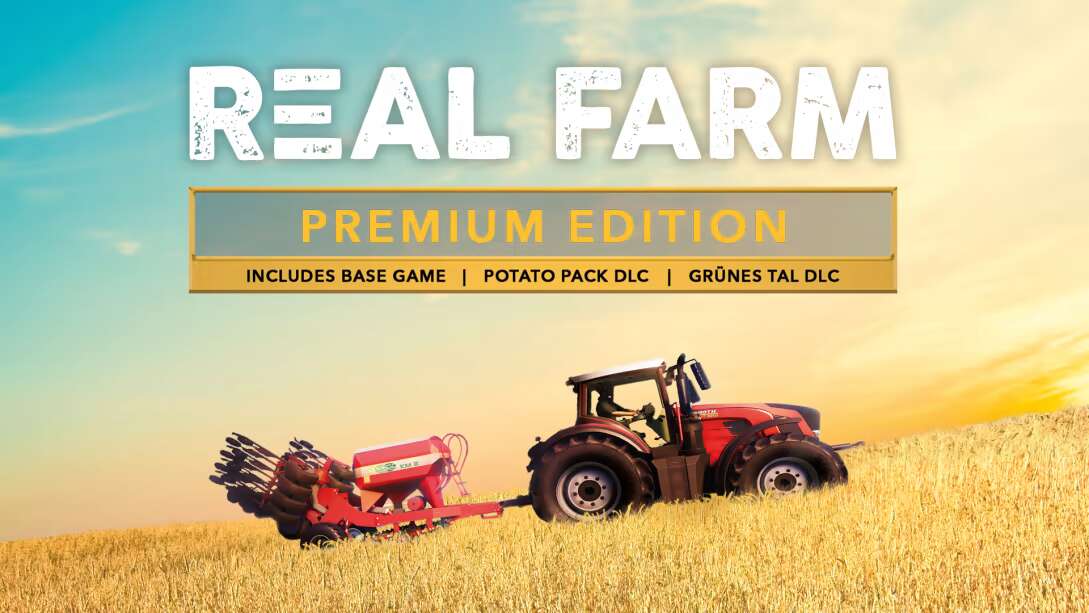 REAL FARM
PREMIUM EDITION
INCLUDES BASE GAME | POTATO PACK DLC | GRÜNES TAL DLC